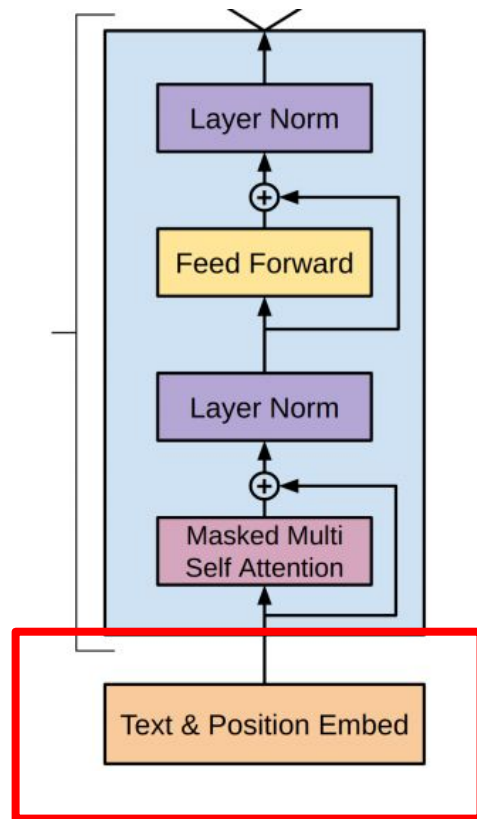 Layer Norm
Feed Forward
Layer Norm
Masked Multi
Self Attention
Text & Position Embed